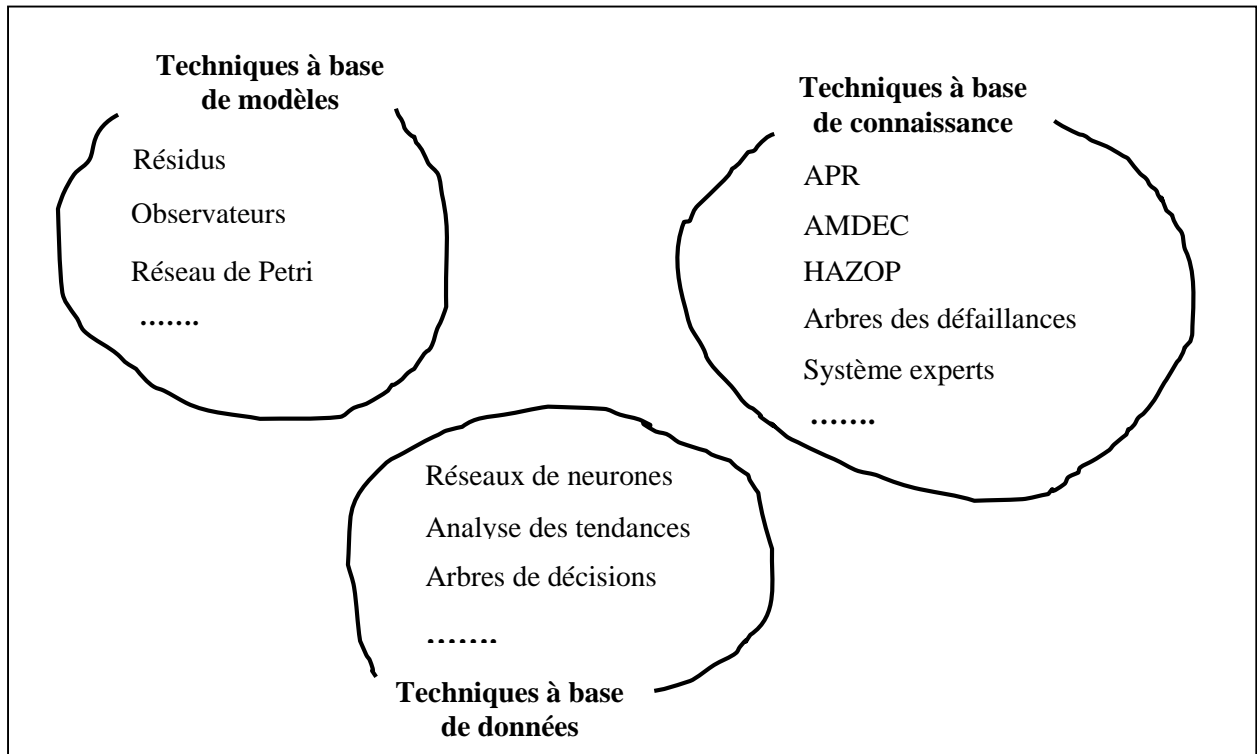 Techniques à base
de modèles
Résidus
Observateurs
Réseau de Petri
.......
Techniques à base
de connaissance
APR
AMDEC
HAZOP
Arbres des défaillances
Système experts
.......
Réseaux de neurones
Analyse des tendances
Arbres de décisions
.......
Techniques à base
de données